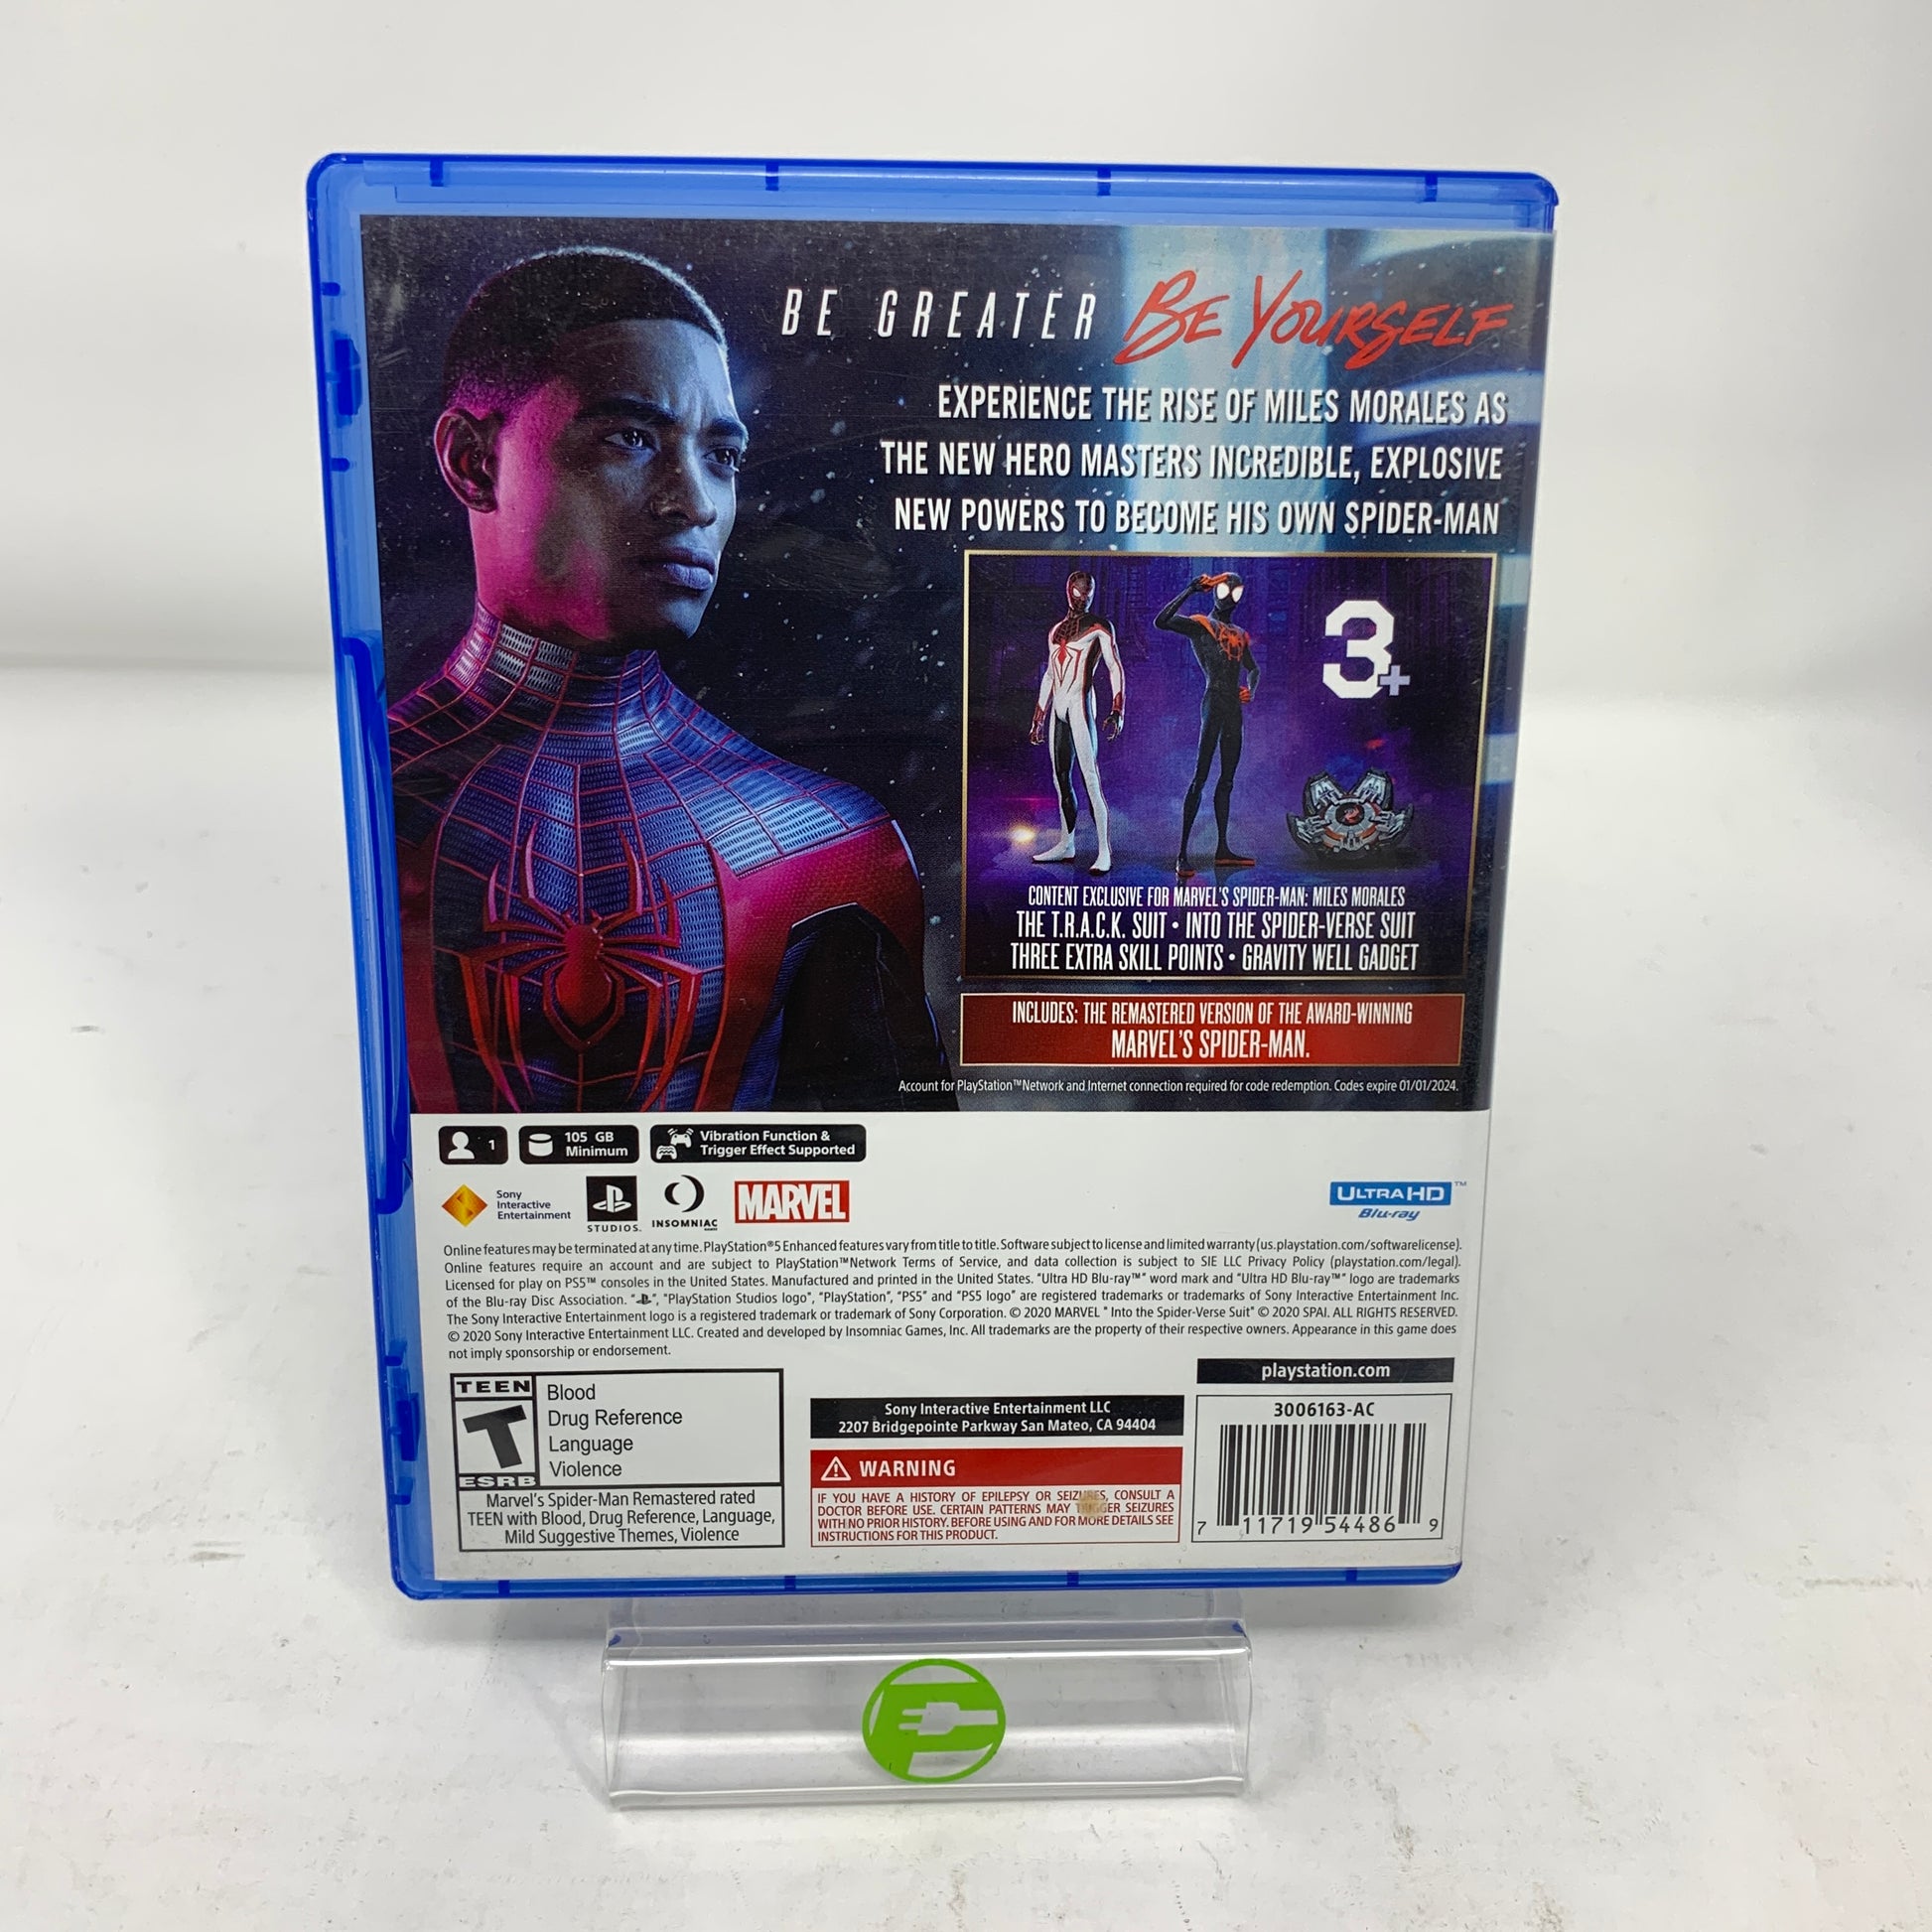 BE GREATER BE YOURSELF
EXPERIENCE THE RISE OF MILES MORALES AS
THE NEW HERO MASTERS INCREDIBLE, EXPLOSIVE
NEW POWERS TO BECOME HIS OWN SPIDER-MAN
3+
CONTENT EXCLUSIVE FOR MARVEL'S SPIDER-MAN: MILES MORALES
THE T.R.A.C.K. SUIT • INTO THE SPIDER-VERSE SUIT
THREE EXTRA SKILL POINTS • GRAVITY WELL GADGET
INCLUDES: THE REMASTERED VERSION OF THE AWARD-WINNING
MARVEL'S SPIDER-MAN.
Account for PlayStation™Network and Internet connection required for code redemption. Codes expire 01/01/2024.
1
105 GB
Minimum
Vibration Function &
Trigger Effect Supported
Sony
Interactive
Entertainment
STUDIOS.
INSOMNIAC
GAMES
MARVEL
ULTRA HD™
Blu-ray
Online features may be terminated at any time. PlayStation®5 Enhanced features vary from title to title. Software subject to license and limited warranty (us.playstation.com/softwarelicense).
Online features require an account and are subject to PlayStation™Network Terms of Service, and data collection is subject to SIE LLC Privacy Policy (playstation.com/legal).
Licensed for play on PS5™ consoles in the United States. Manufactured and printed in the United States. "Ultra HD Blu-ray™" word mark and "Ultra HD Blu-ray™" logo are trademarks
of the Blu-ray Disc Association. "", "PlayStation Studios logo", "PlayStation", "PS5" and "PS5 logo" are registered trademarks or trademarks of Sony Interactive Entertainment Inc.
The Sony Interactive Entertainment logo is a registered trademark or trademark of Sony Corporation. © 2020 MARVEL " Into the Spider-Verse Suit" © 2020 SPAI. ALL RIGHTS RESERVED.
© 2020 Sony Interactive Entertainment LLC. Created and developed by Insomniac Games, Inc. All trademarks are the property of their respective owners. Appearance in this game does
not imply sponsorship or endorsement.
TEEN
T
ESRB
Blood
Drug Reference
Language
Violence
Marvel's Spider-Man Remastered rated
TEEN with Blood, Drug Reference, Language,
Mild Suggestive Themes, Violence
Sony Interactive Entertainment LLC
2207 Bridgepointe Parkway San Mateo, CA 94404
WARNING
IF YOU HAVE A HISTORY OF EPILEPSY OR SEIZURES, CONSULT A
DOCTOR BEFORE USE. CERTAIN PATTERNS MAY TRIGGER SEIZURES
WITH NO PRIOR HISTORY. BEFORE USING AND FOR MORE DETAILS SEE
INSTRUCTIONS FOR THIS PRODUCT.
playstation.com
3006163-AC
7 11719 54486 9